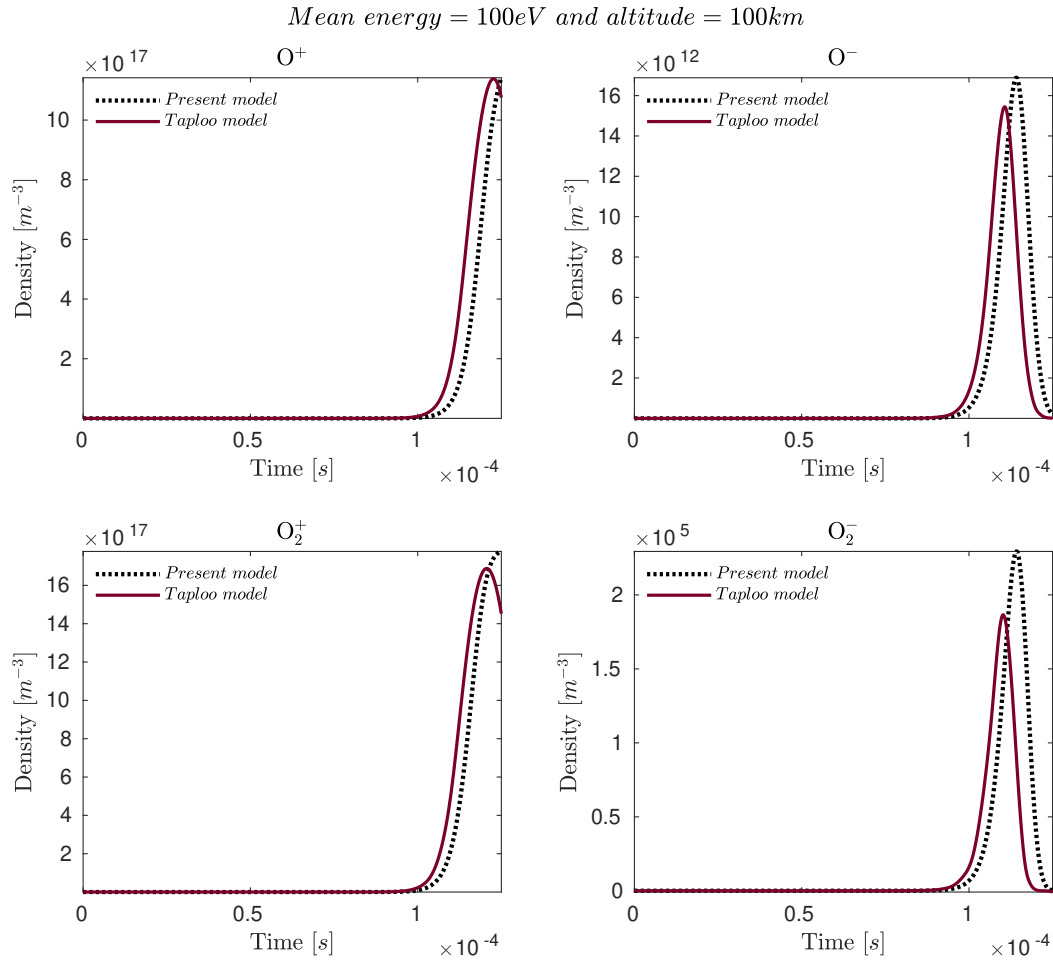 Mean energy = 100eV and altitude = 100km
×10 17
O+
Present model
Taploo model
10
8
6
4
2
Density [m−3]
0
0.5
1
Time [s]
×10 -4
×10 12
O−
Present model
Taploo model
16
14
12
10
8
6
4
2
Density [m−3]
0
0.5
1
Time [s]
×10 -4
×10 17
O2+
Present model
Taploo model
16
14
12
10
8
6
4
2
Density [m−3]
0
0.5
1
Time [s]
×10 -4
×10 5
O2−
Present model
Taploo model
2
1.5
1
0.5
0
Density [m−3]
0
0.5
1
Time [s]
×10 -4